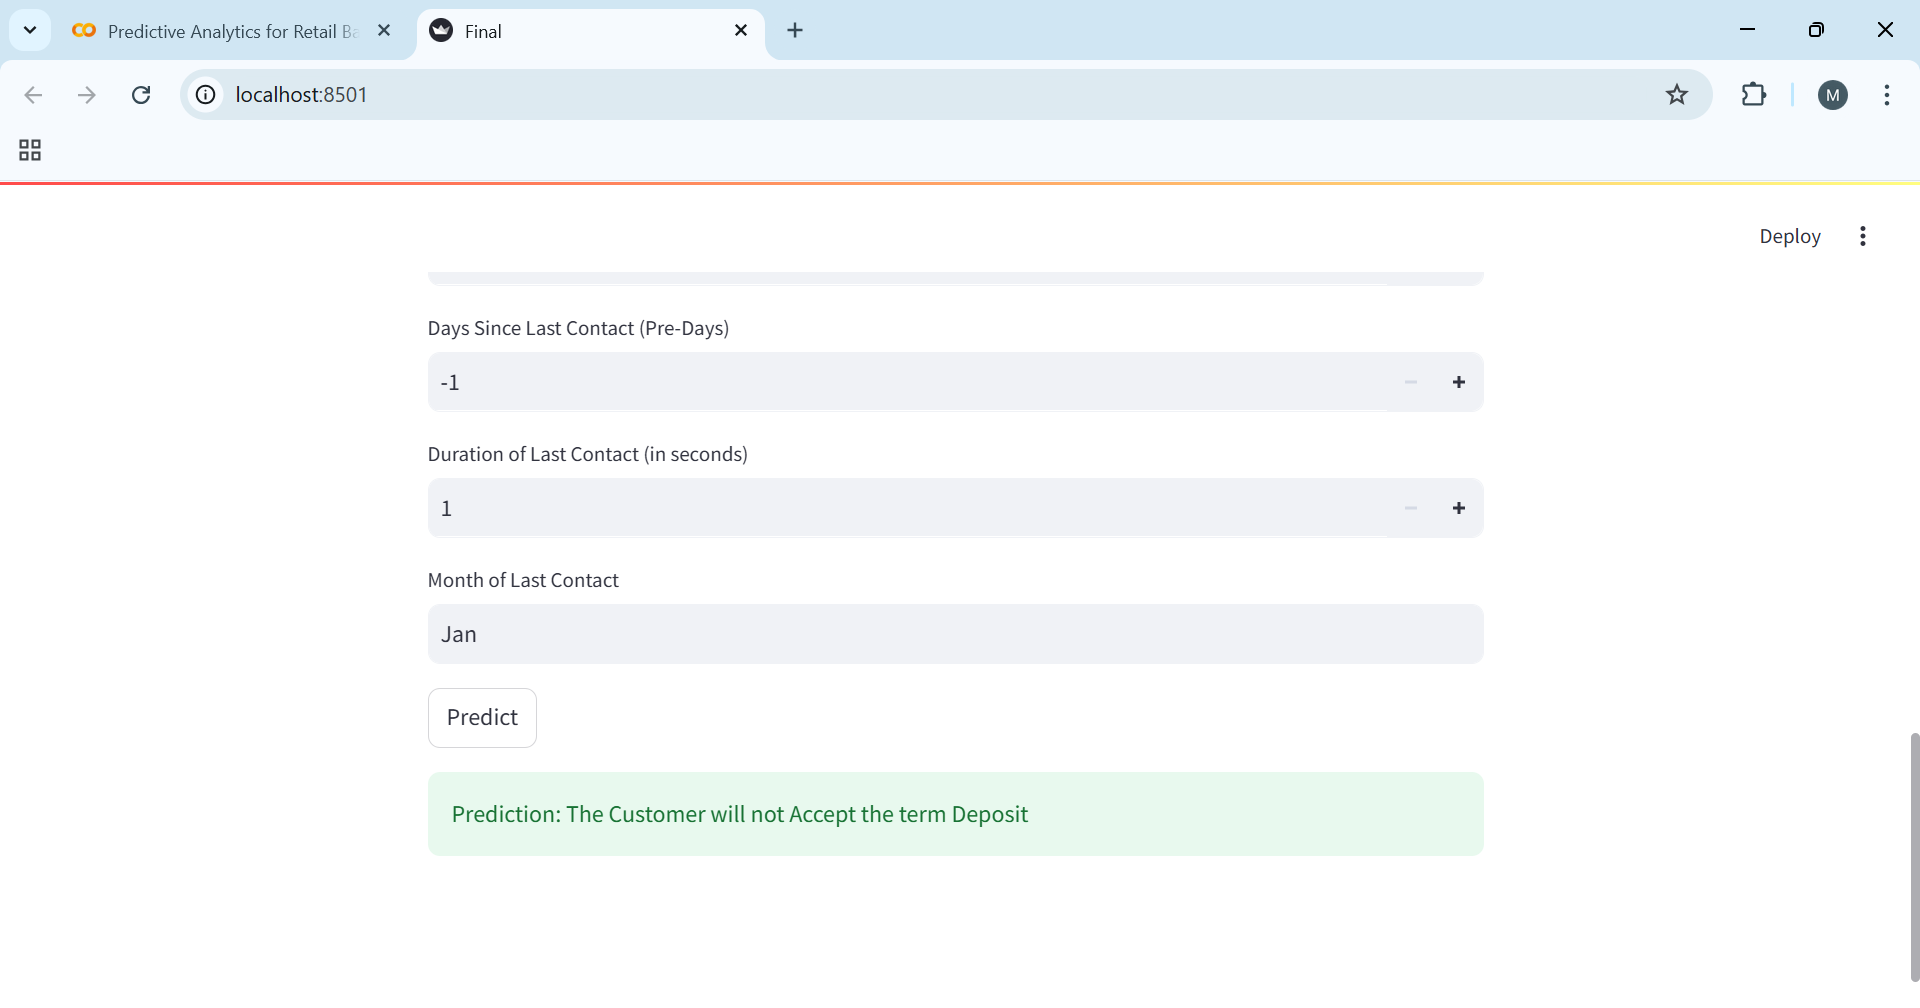 Predictive Analytics for Retail Ba
Final
localhost:8501
M
Deploy
Days Since Last Contact (Pre-Days)
-1
Duration of Last Contact (in seconds)
1
Month of Last Contact
Jan
Predict
Prediction: The Customer will not Accept the term Deposit